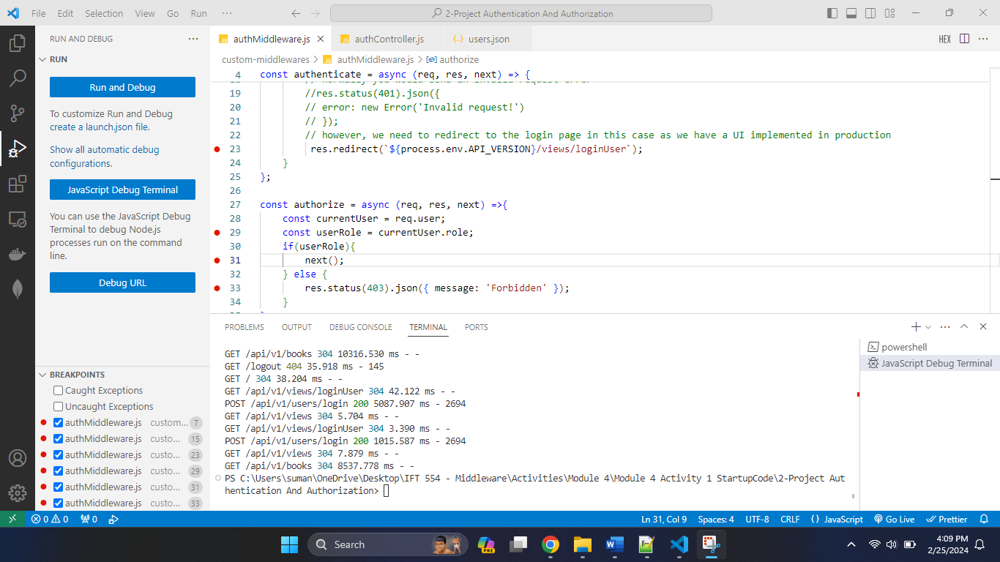 File Edit Selection View Go Run ··· 2-Project Authentication And Authorization
RUN AND DEBUG ···
RUN
Run and Debug
To customize Run and Debug
create a launch.json file.
Show all automatic debug
configurations.
JavaScript Debug Terminal
You can use the JavaScript Debug
Terminal to debug Node.js
processes run on the command
line.
Debug URL
BREAKPOINTS
Caught Exceptions
Uncaught Exceptions
authMiddleware.js custom... 7
authMiddleware.js custo... 15
authMiddleware.js custo... 23
authMiddleware.js custo... 29
authMiddleware.js custo... 31
authMiddleware.js custo... 33
JS authMiddleware.js JS authController.js {} users.json HEX ···
custom-middlewares > JS authMiddleware.js > authorize
4 const authenticate = async (req, res, next) => {
19 //res.status(401).json({
20 // error: new Error('Invalid request!')
21 // });
22 // however, we need to redirect to the login page in this case as we have a UI implemented in production
23 res.redirect(`${process.env.API_VERSION}/views/loginUser`);
24 }
25 };
26
27 const authorize = async (req, res, next) =>{
28 const currentUser = req.user;
29 const userRole = currentUser.role;
30 if(userRole){
31 next();
32 } else {
33 res.status(403).json({ message: 'Forbidden' });
34 }
PROBLEMS OUTPUT DEBUG CONSOLE TERMINAL PORTS
GET /api/v1/books 304 10316.530 ms - -
GET /logout 404 35.918 ms - 145
GET / 304 38.204 ms - -
GET /api/v1/views/loginUser 304 42.122 ms - -
POST /api/v1/users/login 200 5087.907 ms - 2694
GET /api/v1/views 304 5.704 ms - -
GET /api/v1/views/loginUser 304 3.390 ms - -
POST /api/v1/users/login 200 1015.587 ms - 2694
GET /api/v1/views 304 7.879 ms - -
GET /api/v1/books 304 8537.778 ms - -
PS C:\Users\suman\OneDrive\Desktop\IFT 554 - Middleware\Activities\Module 4\Module 4 Activity 1 StartupCode\2-Project Aut
hentication And Authorization>
powershell
JavaScript Debug Terminal
0 0 0 Ln 31, Col 9 Spaces: 4 UTF-8 CRLF {} JavaScript Go Live Prettier
Search PRE 4:09 PM
2/25/2024